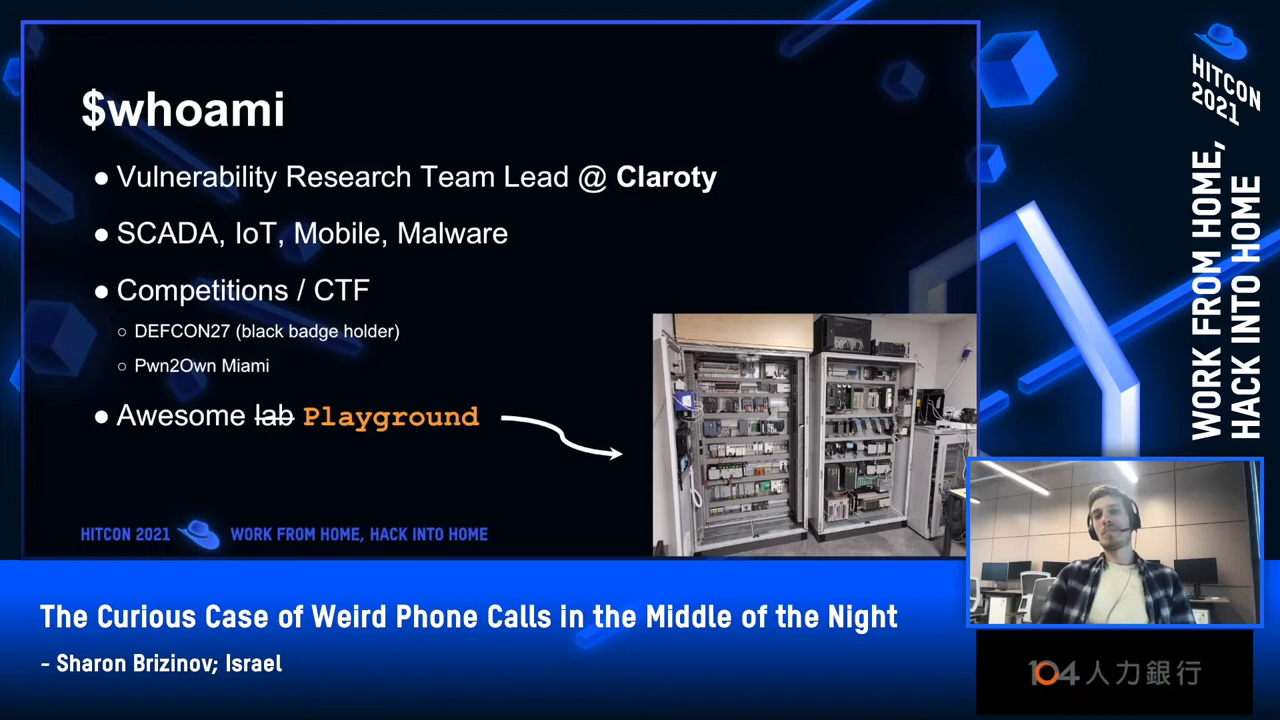 $whoami
● Vulnerability Research Team Lead @ Claroty
● SCADA, IoT, Mobile, Malware
● Competitions / CTF
○ DEFCON27 (black badge holder)
○ Pwn2Own Miami
● Awesome lab Playground
HITCON 2021 WORK FROM HOME, HACK INTO HOME
HITCON
2021
WORK FROM HOME,
HACK INTO HOME
The Curious Case of Weird Phone Calls in the Middle of the Night
- Sharon Brizinov; Israel
104人力銀行